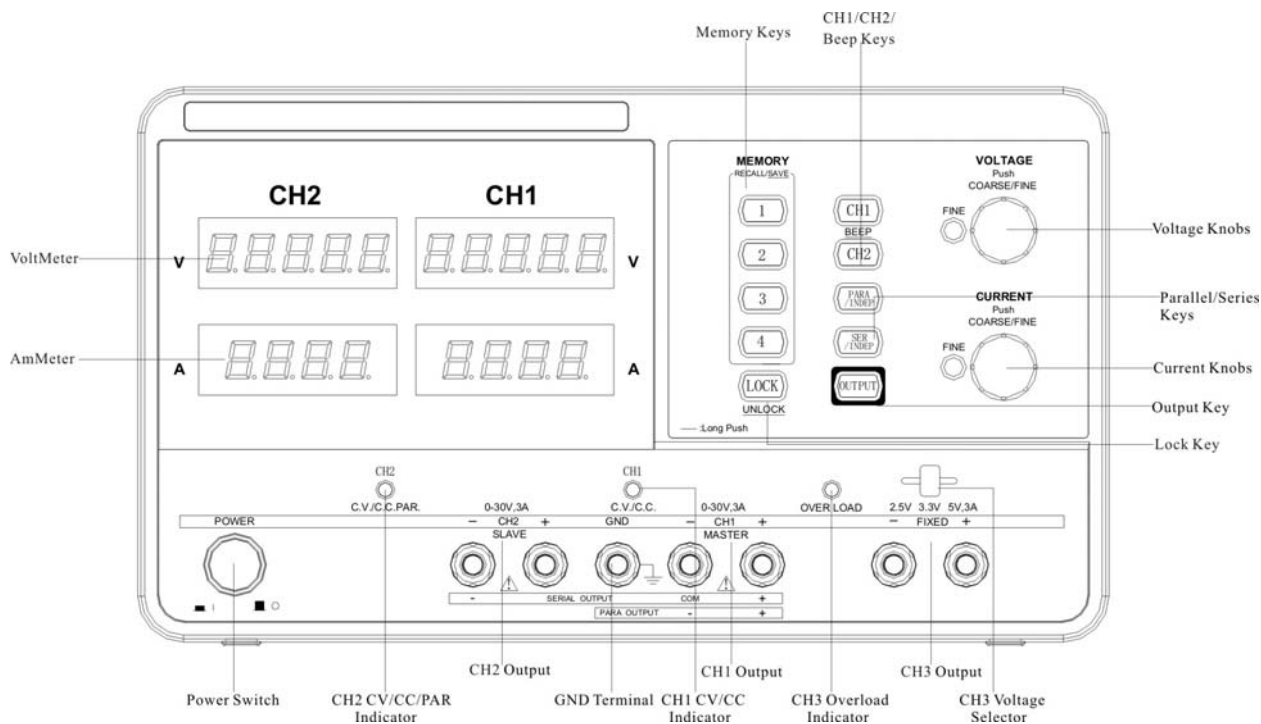 CH1/CH2/
Beep Keys
Memory Keys
MEMORY
RECALL/SAVE
VOLTAGE
Push
COARSE/FINE
CH2
CH1
1
CH1
FINE
BEEP
Voltage Knobs
VoltMeter
V
V
2
CH2
3
PARA
/INDEP
CURRENT
Push
COARSE/FINE
Parallel/Series
Keys
4
SER
/INDEP
FINE
AmMeter
A
A
Current Knobs
LOCK
OUTPUT
UNLOCK
Output Key
:Long Push
Lock Key
CH2
CH1
C.V./C.C.PAR.
0-30V,3A
C.V./C.C.
0-30V,3A
OVER LOAD
2.5V 3.3V 5V,3A
POWER
− CH2 +
GND
− CH1 +
− FIXED +
SLAVE
MASTER
- SERIAL OUTPUT COM +
PARA OUTPUT - +
CH2 Output
CH1 Output
CH3 Output
Power Switch
CH2 CV/CC/PAR
Indicator
GND Terminal
CH1 CV/CC
Indicator
CH3 Overload
Indicator
CH3 Voltage
Selector